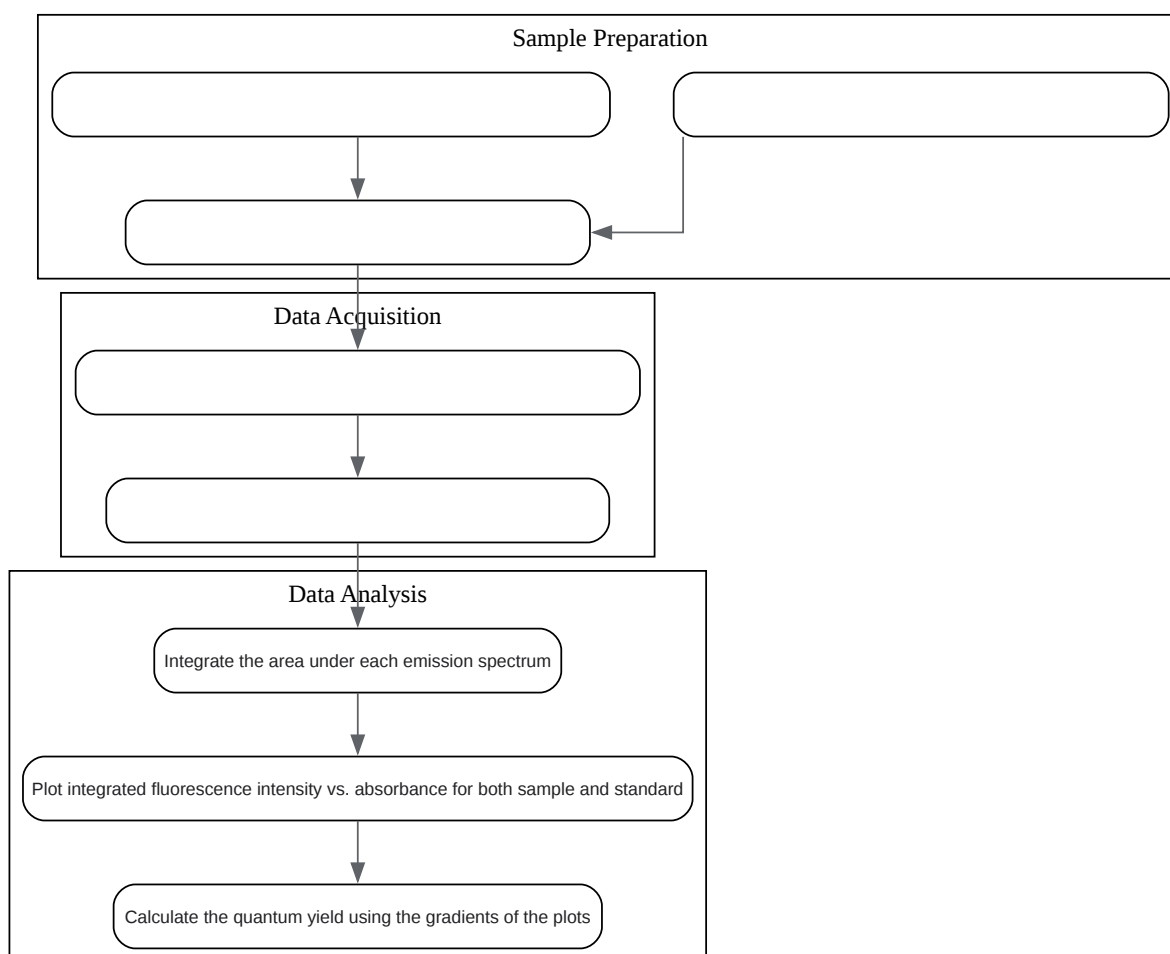 Sample Preparation
Data Acquisition
Data Analysis
Integrate the area under each emission spectrum
Plot integrated fluorescence intensity vs. absorbance for both sample and standard
Calculate the quantum yield using the gradients of the plots